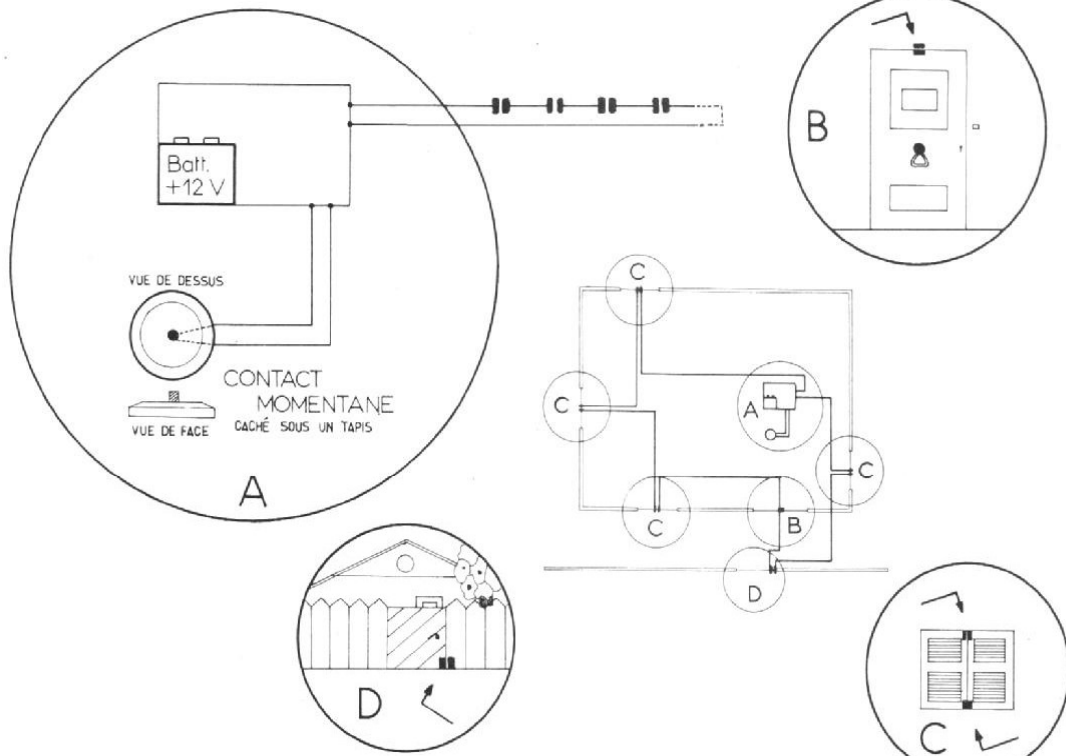 Batt.
+12 V
VUE DE DESSUS
CONTACT
MOMENTANE
CACHÉ SOUS UN TAPIS
VUE DE FACE
A
B
C
C
A
C
C
B
D
D
C